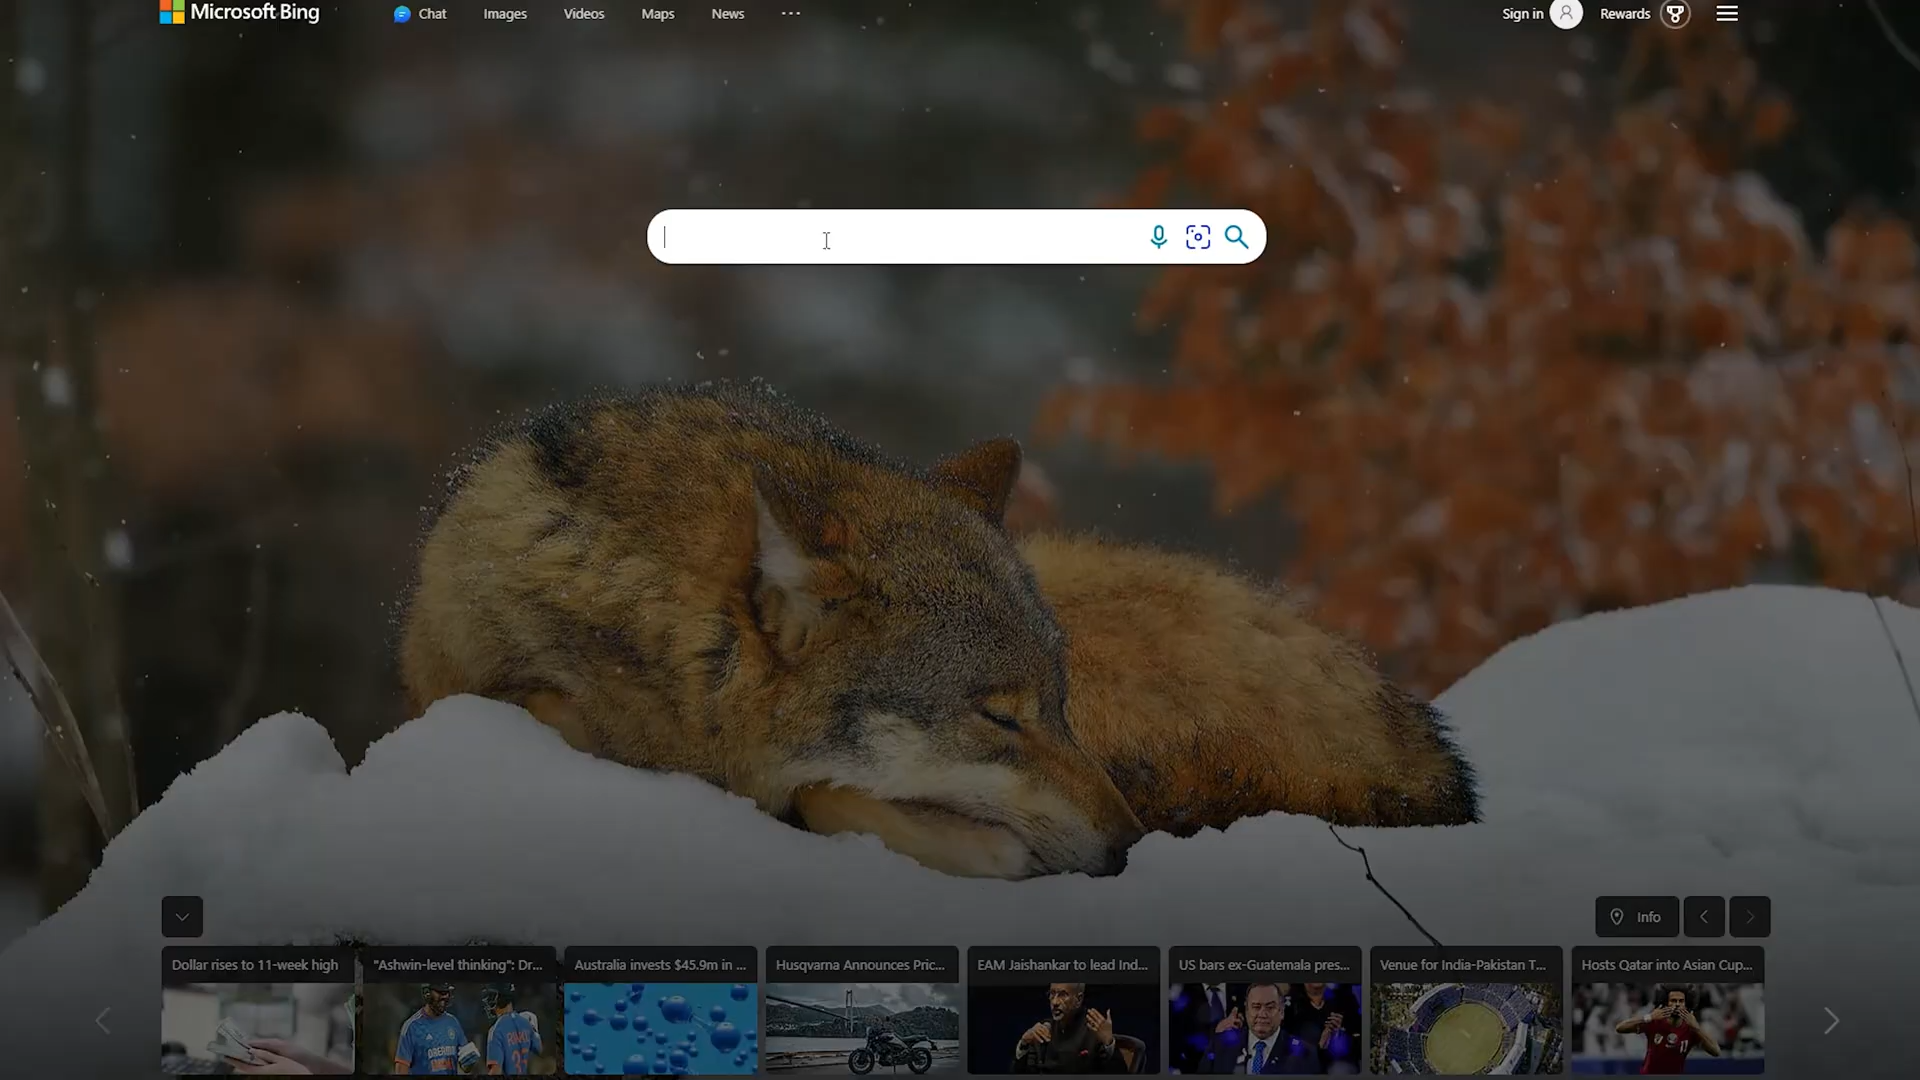 Microsoft Bing
Chat
Images
Videos
Maps
News
Sign in
Rewards
Info
Dollar rises to 11-week high
"Ashwin-level thinking": Dr...
Australia invests $45.9m in ...
Husqvarna Announces Pric...
EAM Jaishankar to lead Ind...
US bars ex-Guatemala pres...
Venue for India-Pakistan T...
Hosts Qatar into Asian Cup...
DREAM11